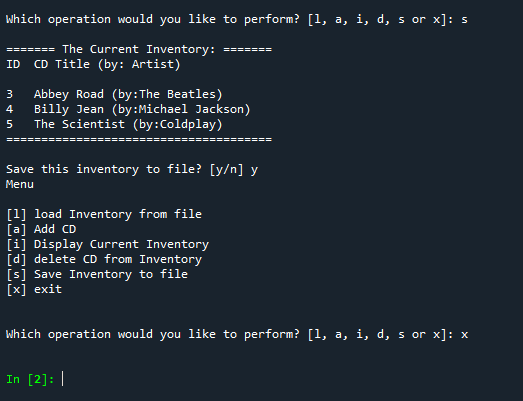 Which operation would you like to perform? [l, a, i, d, s or x]: s
======= The Current Inventory: =======
ID  CD Title (by: Artist)
3   Abbey Road (by:The Beatles)
4   Billy Jean (by:Michael Jackson)
5   The Scientist (by:Coldplay)
======================================
Save this inventory to file? [y/n] y
Menu
[l] load Inventory from file
[a] Add CD
[i] Display Current Inventory
[d] delete CD from Inventory
[s] Save Inventory to file
[x] exit
Which operation would you like to perform? [l, a, i, d, s or x]: x
In [2]: